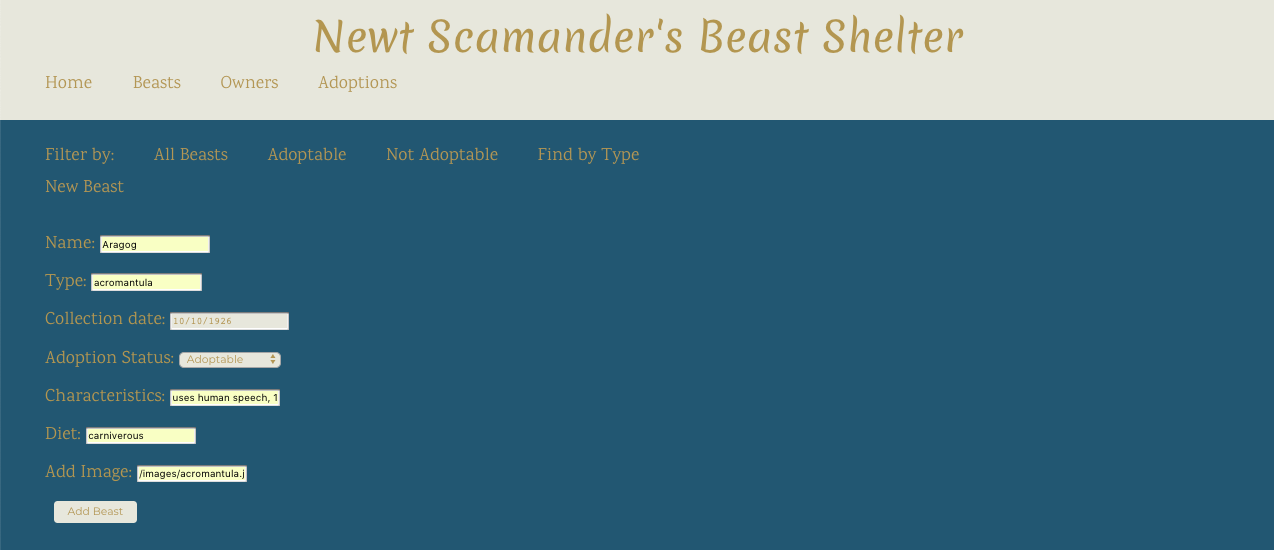 Newt Scamander's Beast Shelter
Home Beasts Owners Adoptions
Filter by: All Beasts Adoptable Not Adoptable Find by Type
New Beast
Name: Aragog
Type: acromantula
Collection date: 10/10/1926
Adoption Status: Adoptable
Characteristics: uses human speech, 1
Diet: carniverous
Add Image: /images/acromantula.j
Add Beast